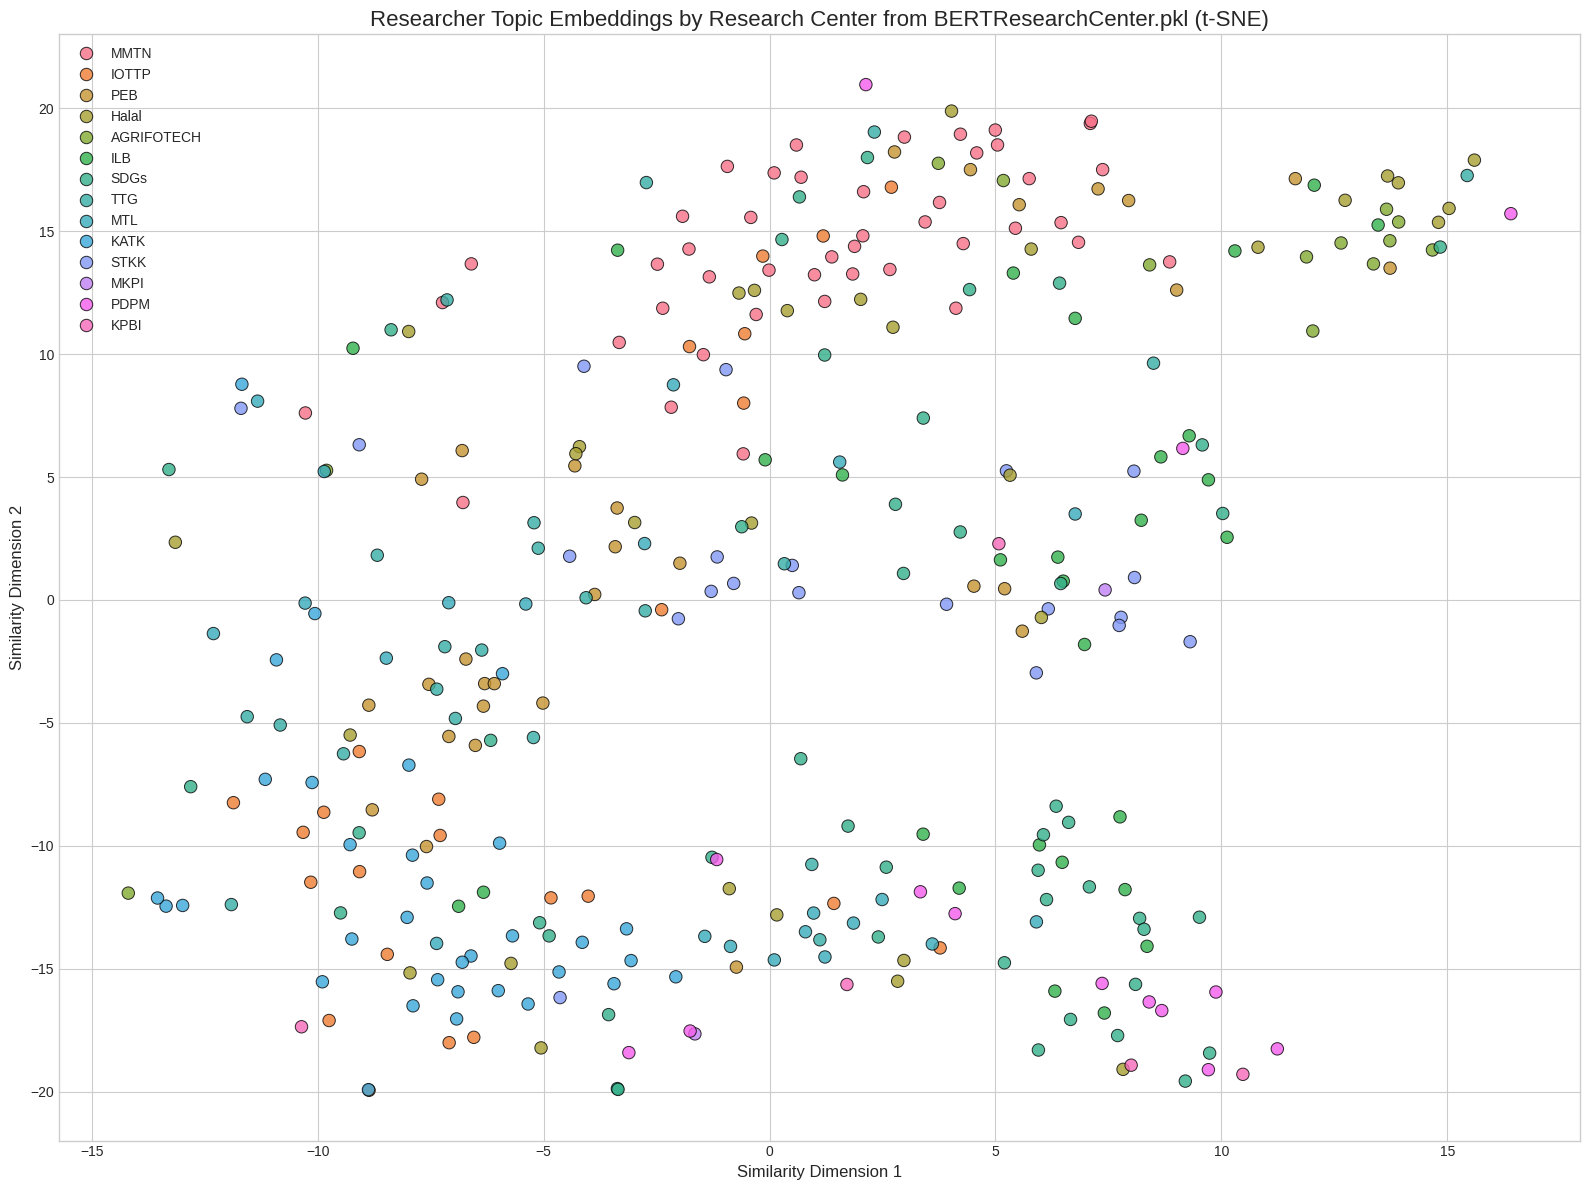 Researcher Topic Embeddings by Research Center from BERTResearchCenter.pkl (t-SNE)
MMTN
IOTTP
PEB
Halal
AGRIFOTECH
ILB
SDGs
TTG
MTL
KATK
STKK
MKPI
PDPM
KPBI
20
15
10
5
0
−5
−10
−15
−20
Similarity Dimension 2
−15
−10
−5
0
5
10
15
Similarity Dimension 1